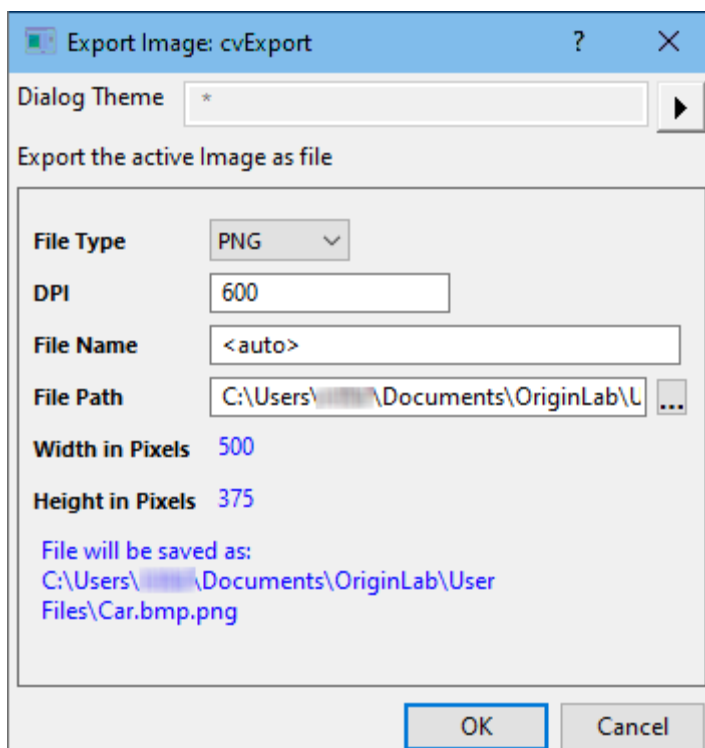 Export Image: cvExport ? ×
Dialog Theme *
Export the active Image as file
File Type PNG
DPI 600
File Name <auto>
File Path C:\Users\ \Documents\OriginLab\U ...
Width in Pixels 500
Height in Pixels 375
File will be saved as:
C:\Users\ \Documents\OriginLab\User
Files\Car.bmp.png
OK Cancel